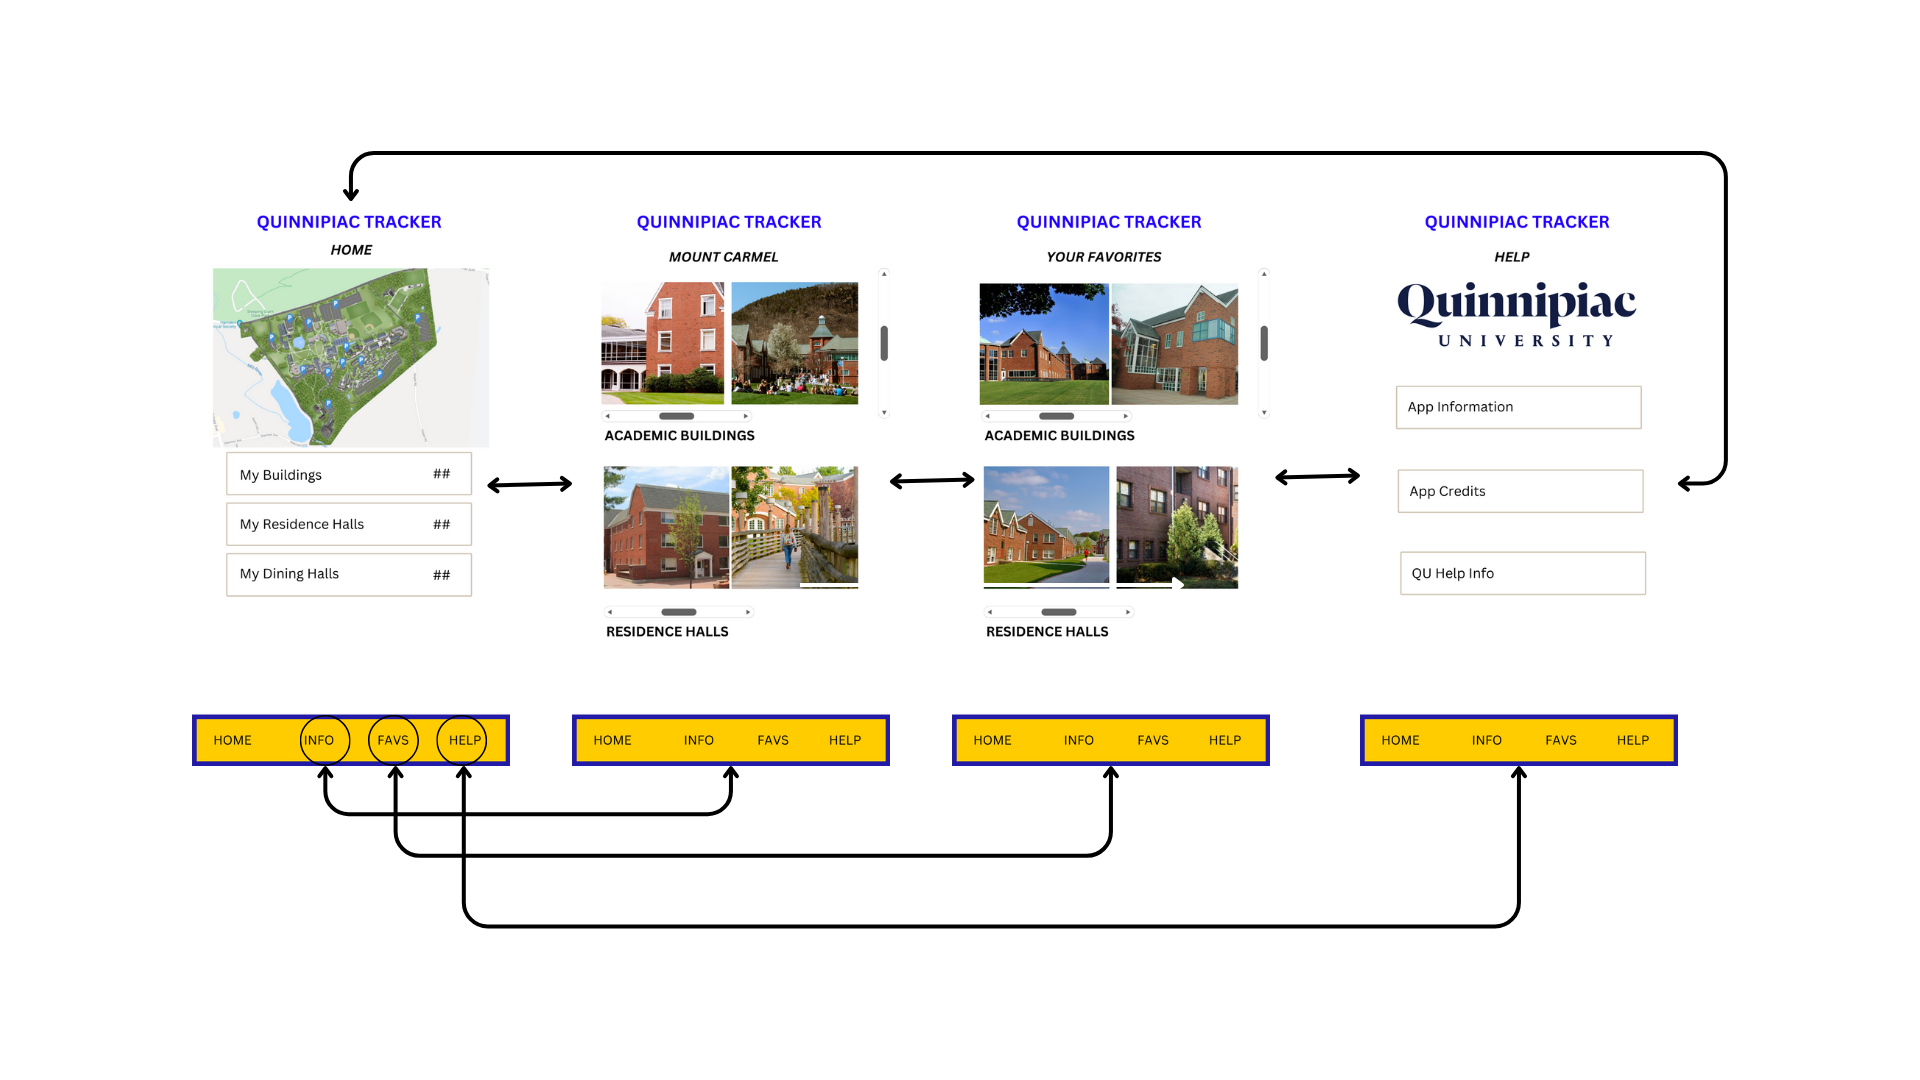 QUINNIPIAC TRACKER
HOME
My Buildings ##
My Residence Halls ##
My Dining Halls ##
HOME INFO FAVS HELP
QUINNIPIAC TRACKER
MOUNT CARMEL
ACADEMIC BUILDINGS
RESIDENCE HALLS
HOME INFO FAVS HELP
QUINNIPIAC TRACKER
YOUR FAVORITES
ACADEMIC BUILDINGS
RESIDENCE HALLS
HOME INFO FAVS HELP
QUINNIPIAC TRACKER
HELP
Quinnipiac
UNIVERSITY
App Information
App Credits
QU Help Info
HOME INFO FAVS HELP